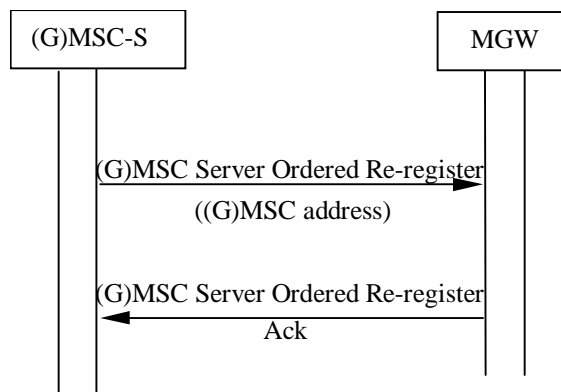 (G)MSC-S
MGW
(G)MSC Server Ordered Re-register
((G)MSC address)
(G)MSC Server Ordered Re-register
Ack